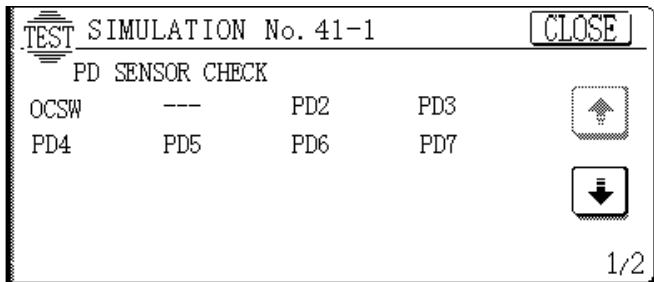 TEST SIMULATION No. 41-1 CLOSE
PD SENSOR CHECK
OCSW --- PD2 PD3
PD4 PD5 PD6 PD7
1/2